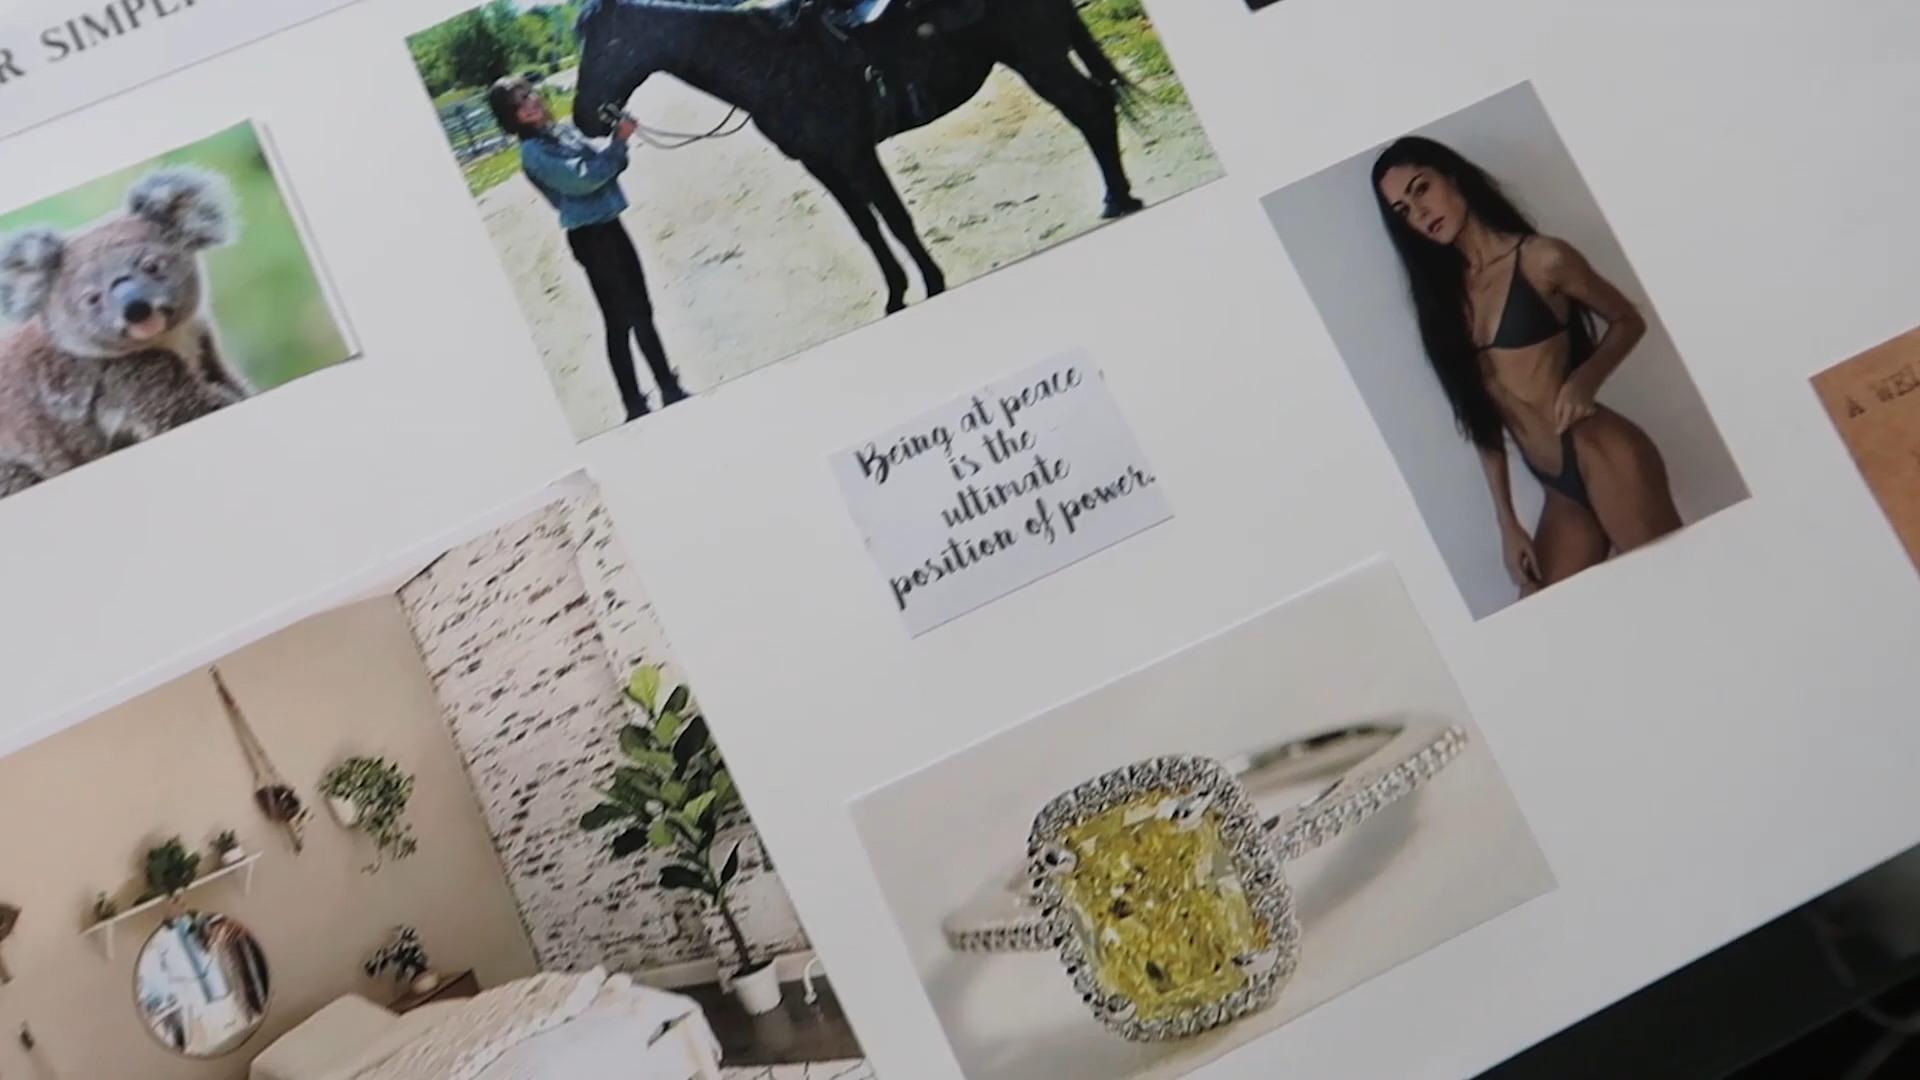 R SIMPL
Being at peace
is the
ultimate
position of power.
A WEL